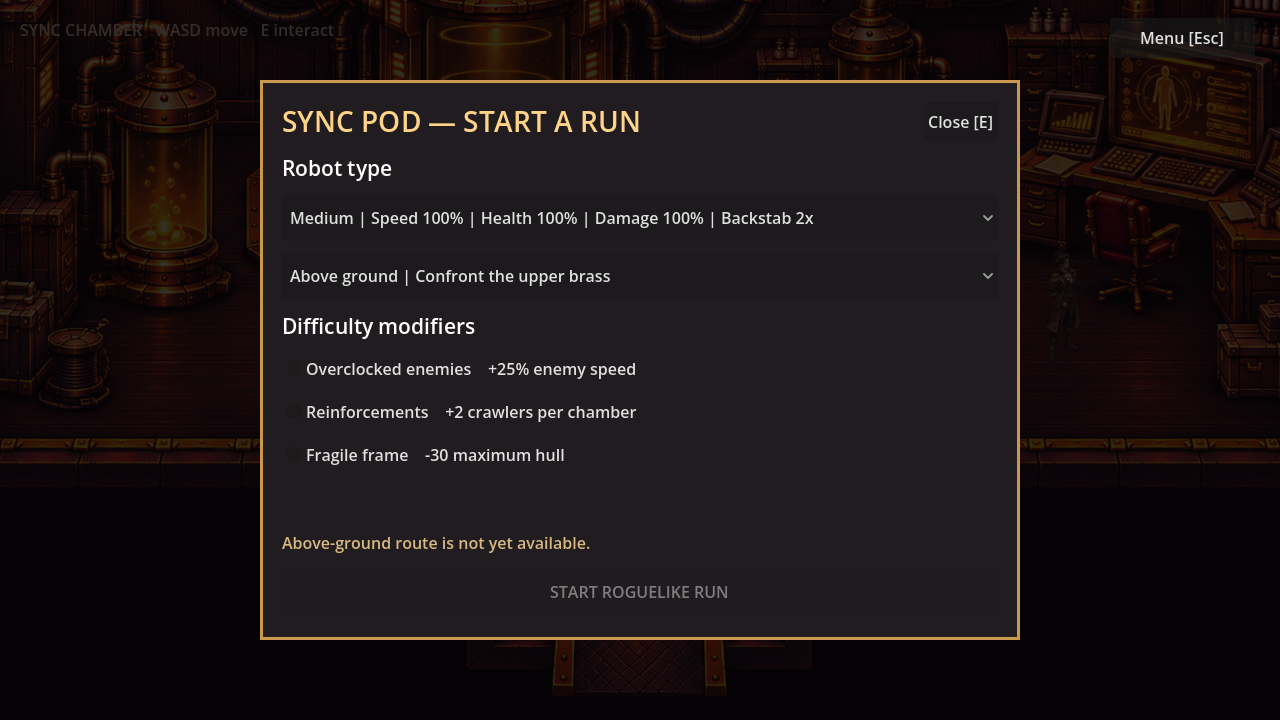 SYNC CHAMBER WASD move E interact
Menu [Esc]
SYNC POD — START A RUN
Close [E]
Robot type
Medium | Speed 100% | Health 100% | Damage 100% | Backstab 2x
Above ground | Confront the upper brass
Difficulty modifiers
Overclocked enemies +25% enemy speed
Reinforcements +2 crawlers per chamber
Fragile frame -30 maximum hull
Above-ground route is not yet available.
START ROGUELIKE RUN